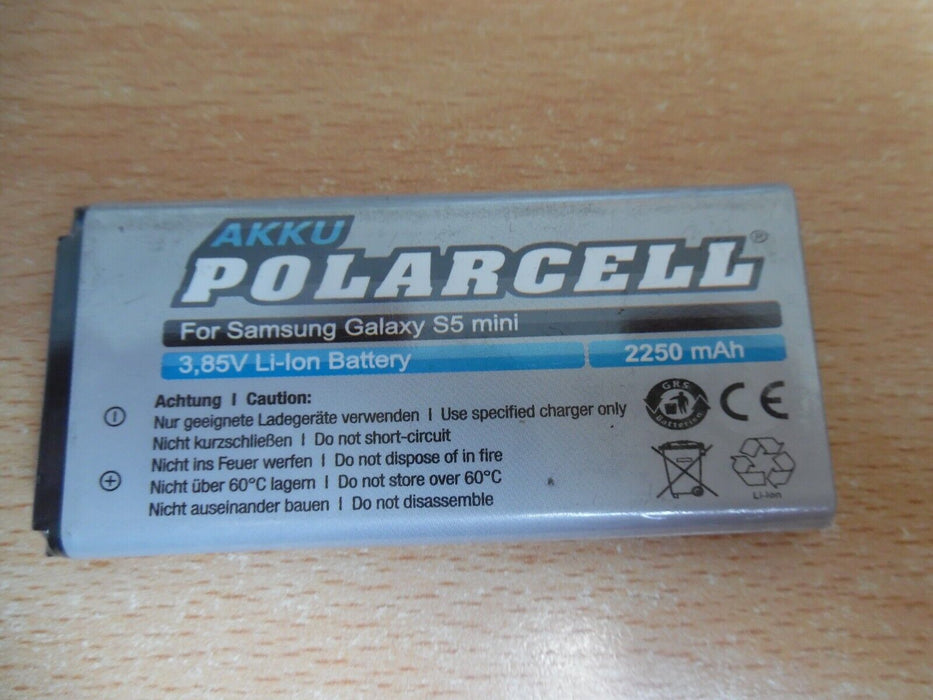 AKKU
POLARCELL®
For Samsung Galaxy S5 mini
3,85V Li-Ion Battery 2250 mAh
Achtung I Caution:
Nur geeignete Ladegeräte verwenden I Use specified charger only
Nicht kurzschließen I Do not short-circuit
Nicht ins Feuer werfen I Do not dispose of in fire
Nicht über 60°C lagern I Do not store over 60°C
Nicht auseinander bauen I Do not disassemble
G.R.S.
Batterien
CE
Li-Ion